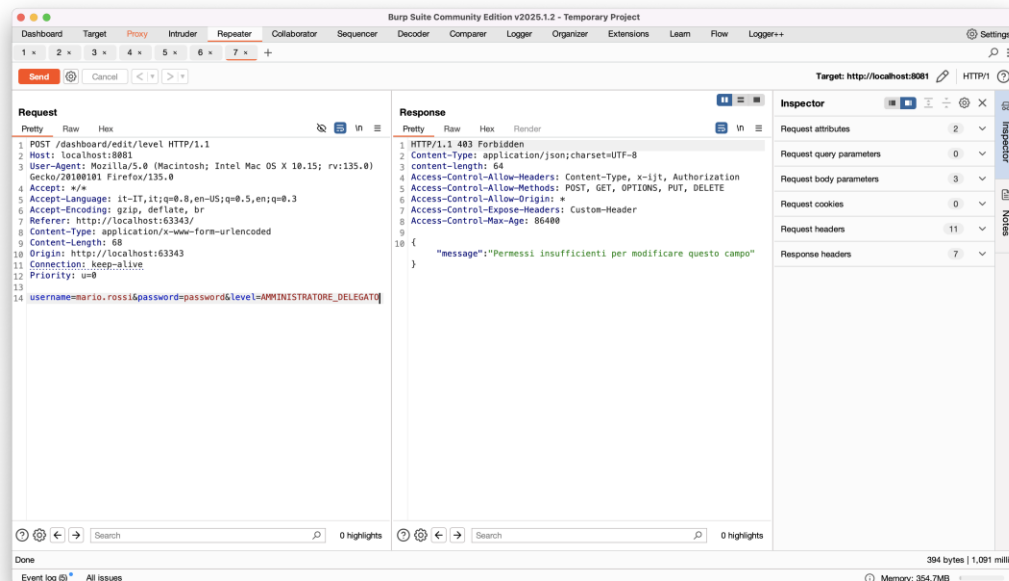 Burp Suite Community Edition v2025.1.2 - Temporary Project
Dashboard Target Proxy Intruder Repeater Collaborator Sequencer Decoder Comparer Logger Organizer Extensions Learn Flow Logger++ Settings
1 × 2 × 3 × 4 × 5 × 6 × 7 × +
Send Cancel < > Target: http://localhost:8081 HTTP/1 ?
Request
Pretty Raw Hex \n
1 POST /dashboard/edit/level HTTP/1.1
2 Host: localhost:8081
3 User-Agent: Mozilla/5.0 (Macintosh; Intel Mac OS X 10.15; rv:135.0)
Gecko/20100101 Firefox/135.0
4 Accept: */*
5 Accept-Language: it-IT,it;q=0.8,en-US;q=0.5,en;q=0.3
6 Accept-Encoding: gzip, deflate, br
7 Referer: http://localhost:63343/
8 Content-Type: application/x-www-form-urlencoded
9 Content-Length: 68
10 Origin: http://localhost:63343
11 Connection: keep-alive
12 Priority: u=0
13
14 username=mario.rossi&password=password&level=AMMINISTRATORE_DELEGATO
? Search 0 highlights
Response
Pretty Raw Hex Render \n
1 HTTP/1.1 403 Forbidden
2 Content-Type: application/json;charset=UTF-8
3 content-length: 64
4 Access-Control-Allow-Headers: Content-Type, x-ijt, Authorization
5 Access-Control-Allow-Methods: POST, GET, OPTIONS, PUT, DELETE
6 Access-Control-Allow-Origin: *
7 Access-Control-Expose-Headers: Custom-Header
8 Access-Control-Max-Age: 86400
9
10 {
"message":"Permessi insufficienti per modificare questo campo"
}
? Search 0 highlights
Inspector
Request attributes 2
Request query parameters 0
Request body parameters 3
Request cookies 0
Request headers 11
Response headers 7
Inspector
Notes
Done 394 bytes | 1,091 milli
Event log (5) All issues Memory: 354.7MB